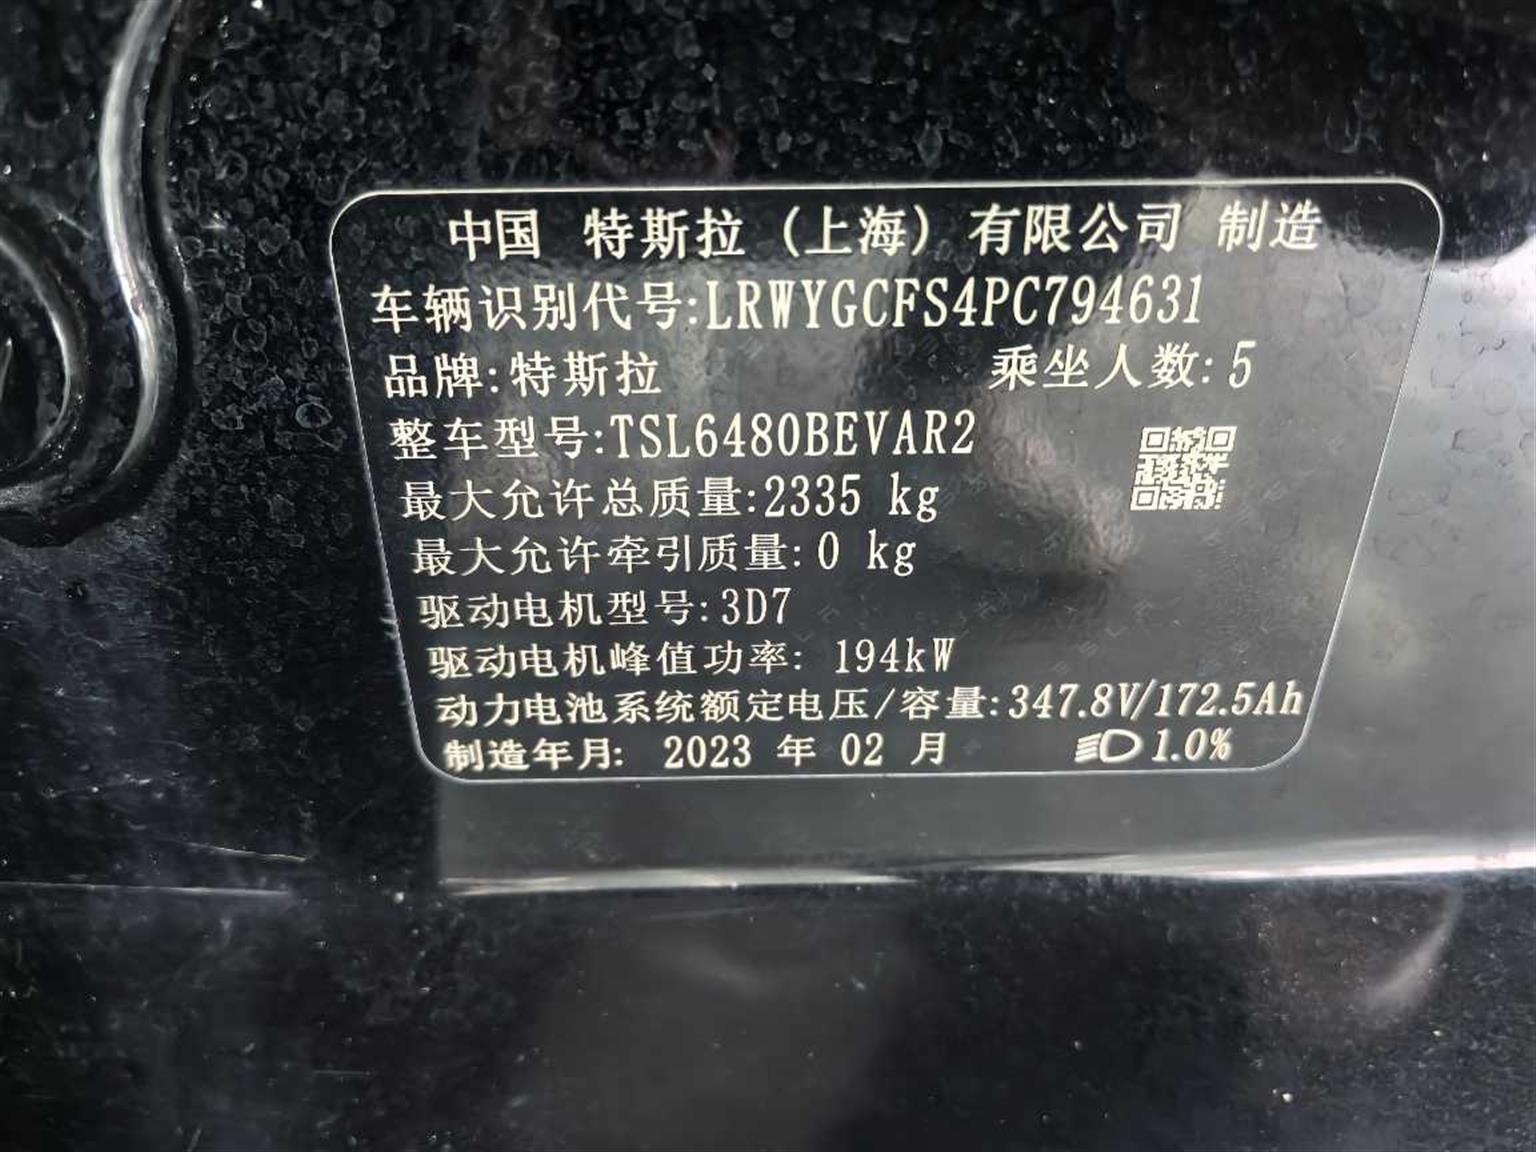 中国 特斯拉 (上海) 有限公司 制造
车辆识别代号:LRWYGCFS4PC794631
品牌:特斯拉 乘坐人数:5
整车型号:TSL6480BEVAR2
最大允许总质量:2335 kg
最大允许牵引质量:0 kg
驱动电机型号:3D7
驱动电机峰值功率: 194kW
动力电池系统额定电压/容量:347.8V/172.5Ah
制造年月: 2023 年 02 月 1.0%